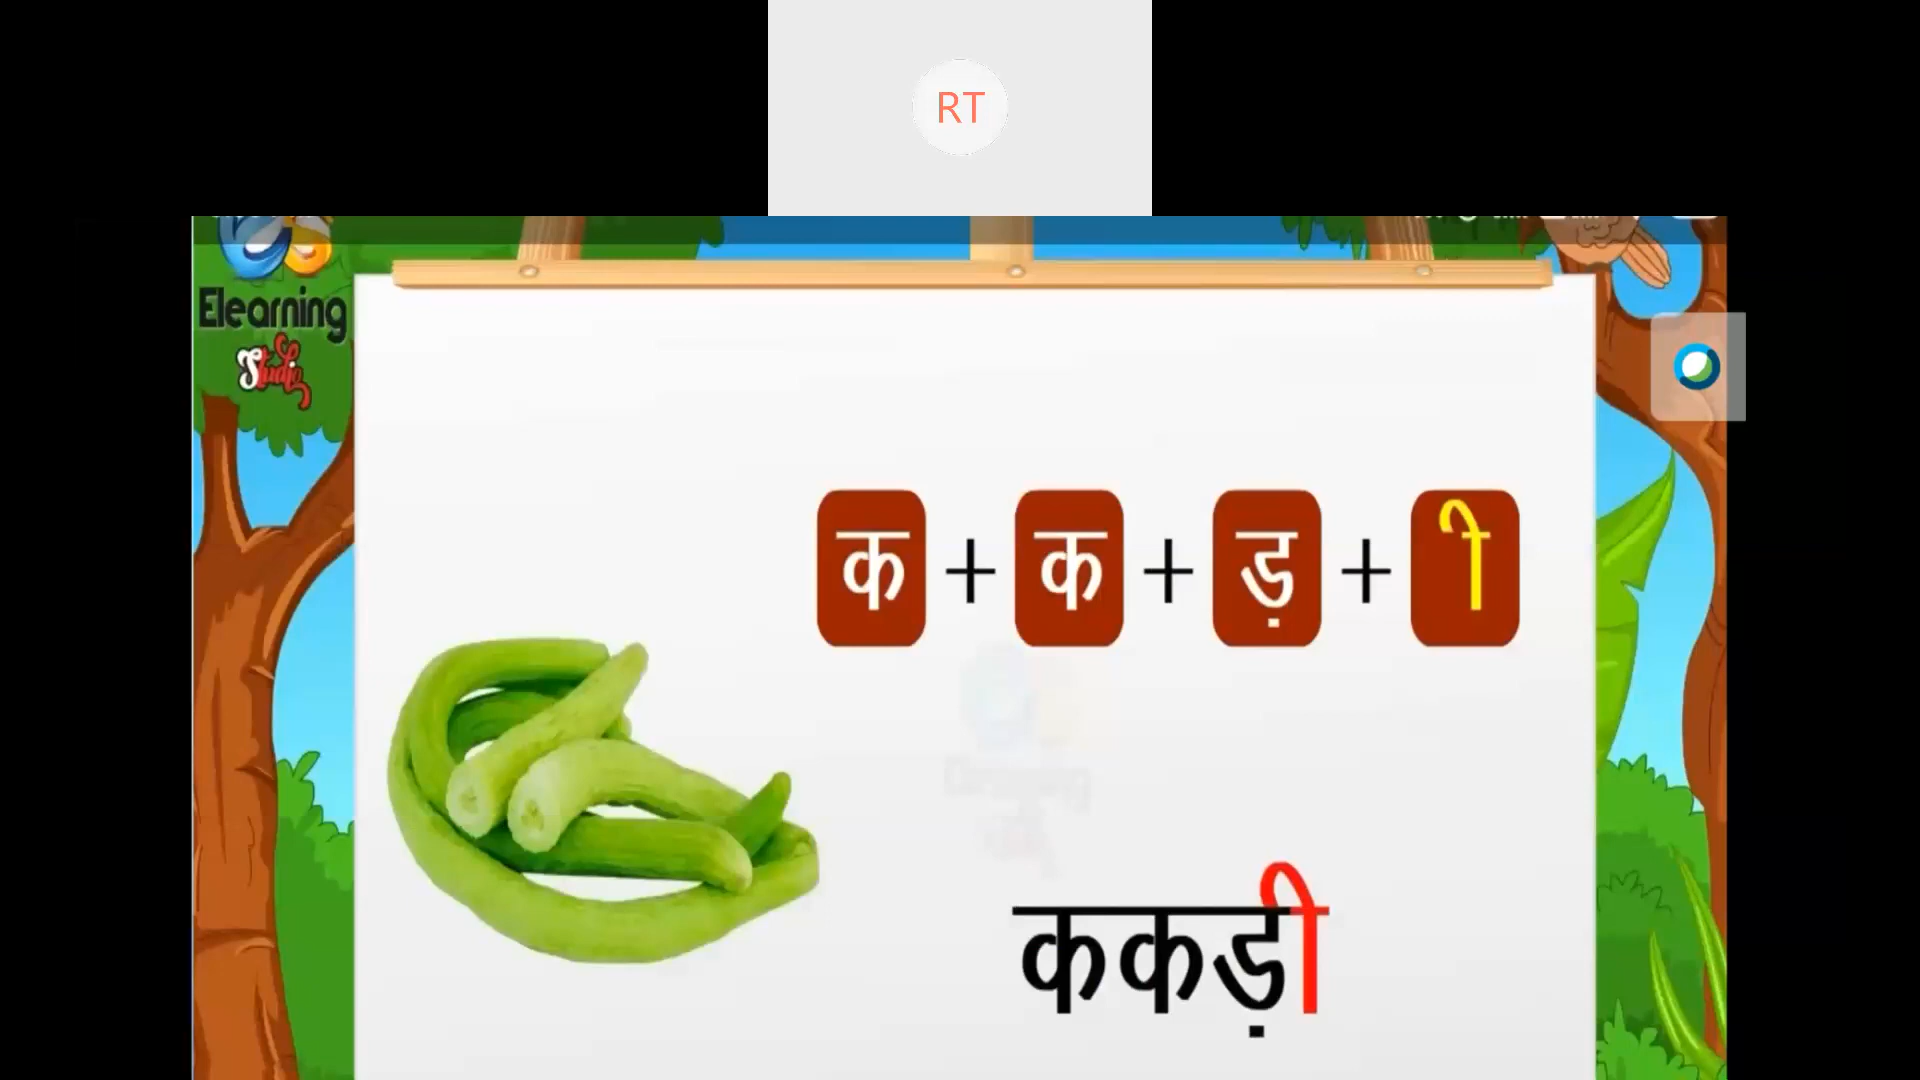 RT
Elearning
Studio
क + क + ड़ + ी
ककड़ी